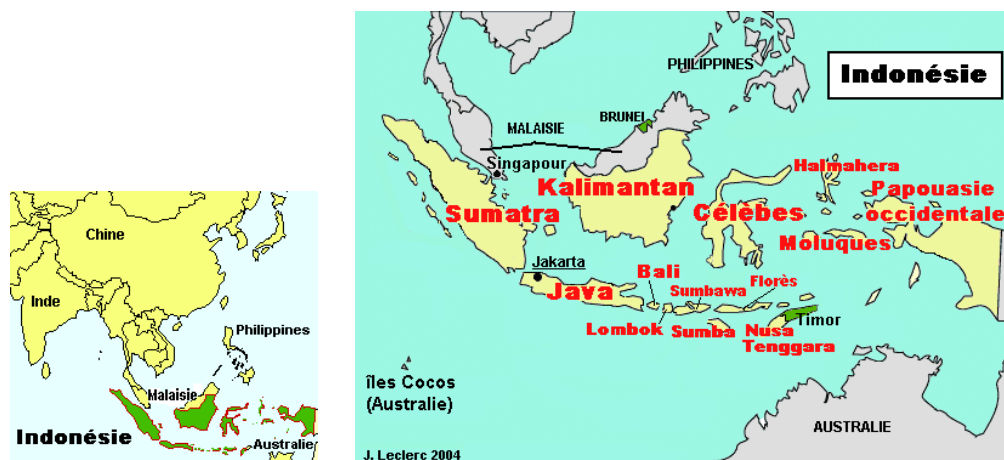 Chine
Inde
Philippines
Malaisie
Indonésie
Australie
PHILIPPINES
Indonésie
BRUNEI
MALAISIE
Singapour
Halmahera
Kalimantan
Papouasie
occidentale
Sumatra
Célèbes
Moluques
Jakarta
Bali
Java
Sumbawa
Florès
Lombok
Sumba
Nusa
Tenggara
Timor
îles Cocos
(Australie)
AUSTRALIE
J. Leclerc 2004